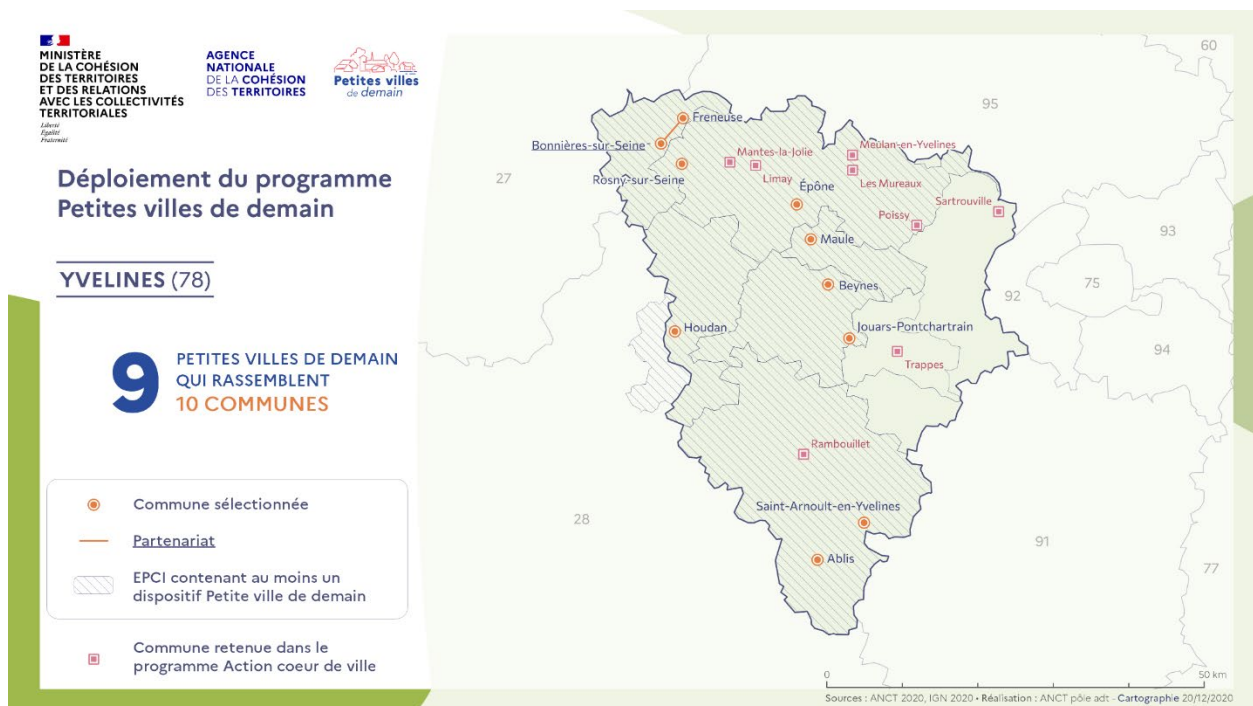 MINISTÈRE
DE LA COHÉSION
DES TERRITOIRES
ET DES RELATIONS
AVEC LES COLLECTIVITÉS
TERRITORIALES
Liberté
Égalité
Fraternité
AGENCE
NATIONALE
DE LA COHÉSION
DES TERRITOIRES
Petites villes
de demain
Déploiement du programme
Petites villes de demain
YVELINES (78)
9
PETITES VILLES DE DEMAIN
QUI RASSEMBLENT
10 COMMUNES
Commune sélectionnée
Partenariat
EPCI contenant au moins un
dispositif Petite ville de demain
Commune retenue dans le
programme Action coeur de ville
60
95
Freneuse
Bonnières-sur-Seine
Mantes-la-Jolie
Meulan-en-Yvelines
27
Rosny-sur-Seine
Limay
Les Mureaux
Épône
Sartrouville
Poissy
93
Maule
Beynes
92
75
Houdan
Jouars-Pontchartrain
94
Trappes
Rambouillet
Saint-Arnoult-en-Yvelines
28
91
Ablis
77
0
50 km
Sources : ANCT 2020, IGN 2020 • Réalisation : ANCT pôle adt - Cartographie 20/12/2020